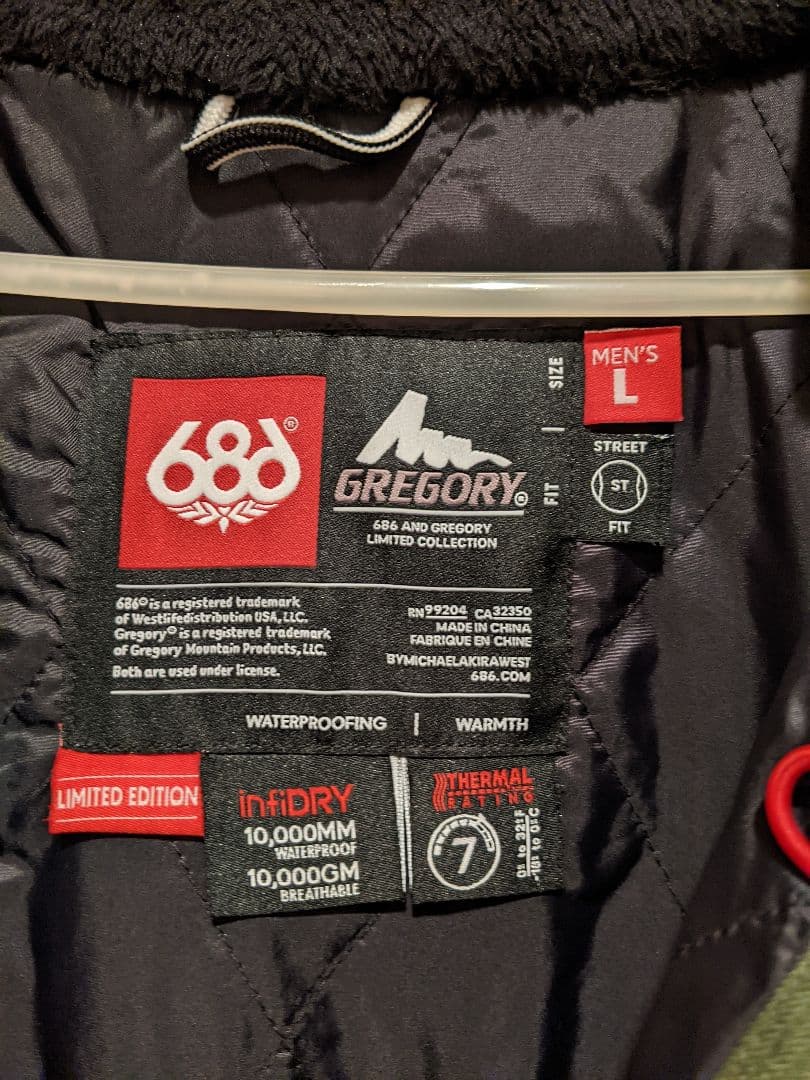 686®
GREGORY®
686 AND GREGORY
LIMITED COLLECTION
SIZE
|
FIT
MEN'S
L
STREET
ST
FIT
686® is a registered trademark
of Westlifedistribution USA, LLC.
Gregory® is a registered trademark
of Gregory Mountain Products, LLC.
Both are used under license.
RN99204 CA32350
MADE IN CHINA
FABRIQUE EN CHINE
BYMICHAELAKIRAWEST
686.COM
WATERPROOFING | WARMTH
LIMITED EDITION
infiDRY
10,000MM
WATERPROOF
10,000GM
BREATHABLE
THERMAL
RATING
7